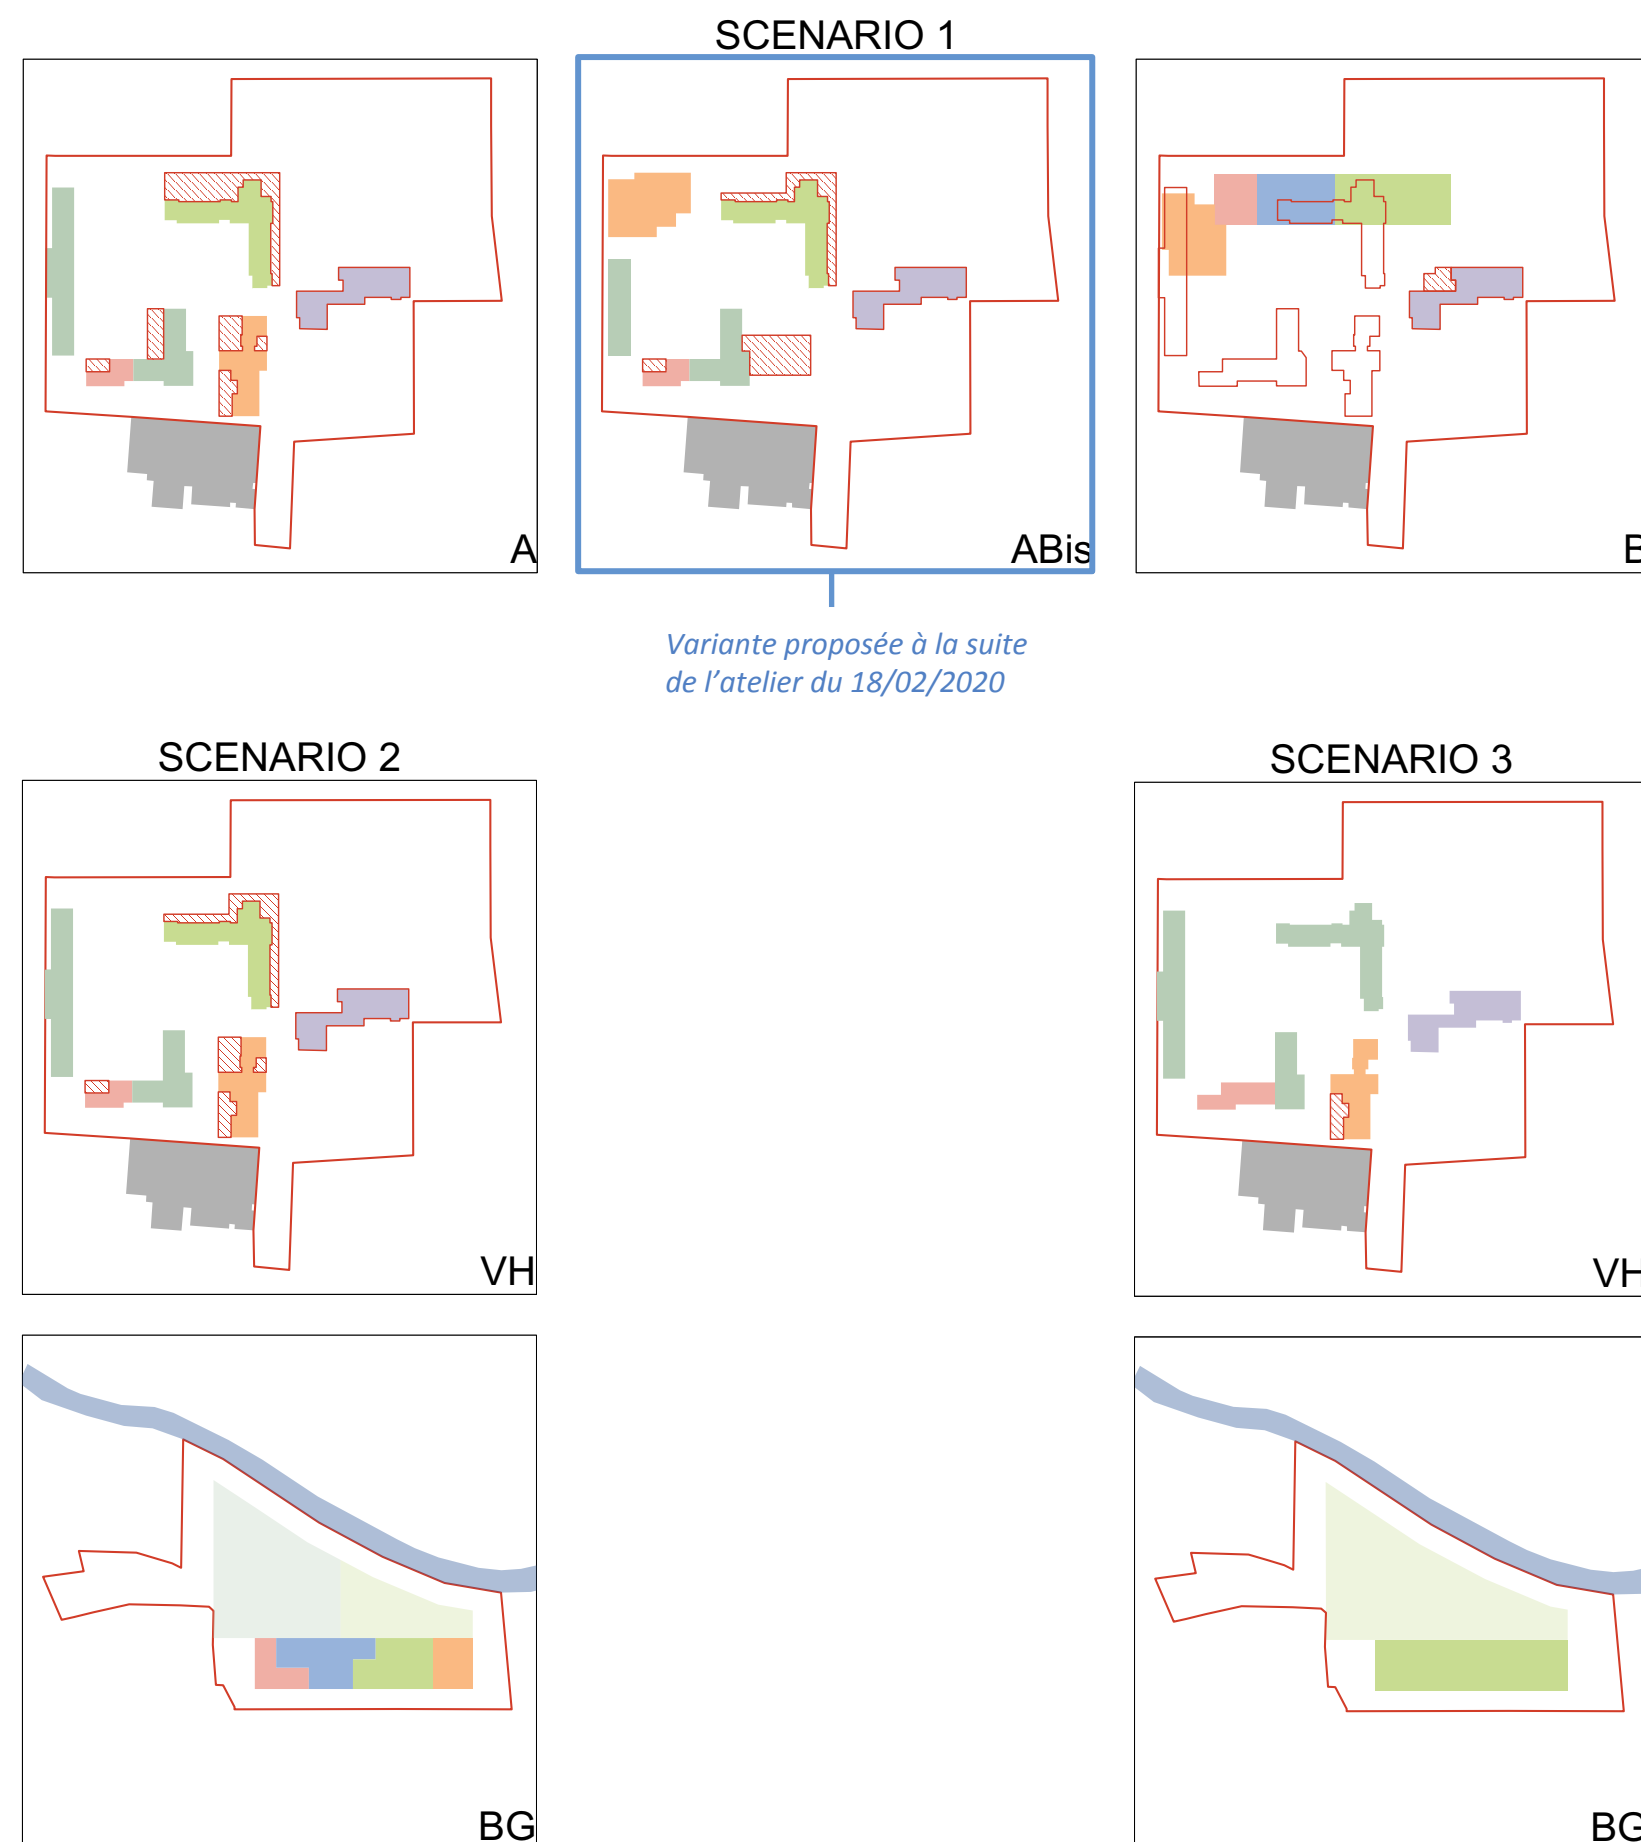 SCENARIO 1
A
ABis
B
Variante proposée à la suite
de l'atelier du 18/02/2020
SCENARIO 2
SCENARIO 3
VH
VH
BG
BG